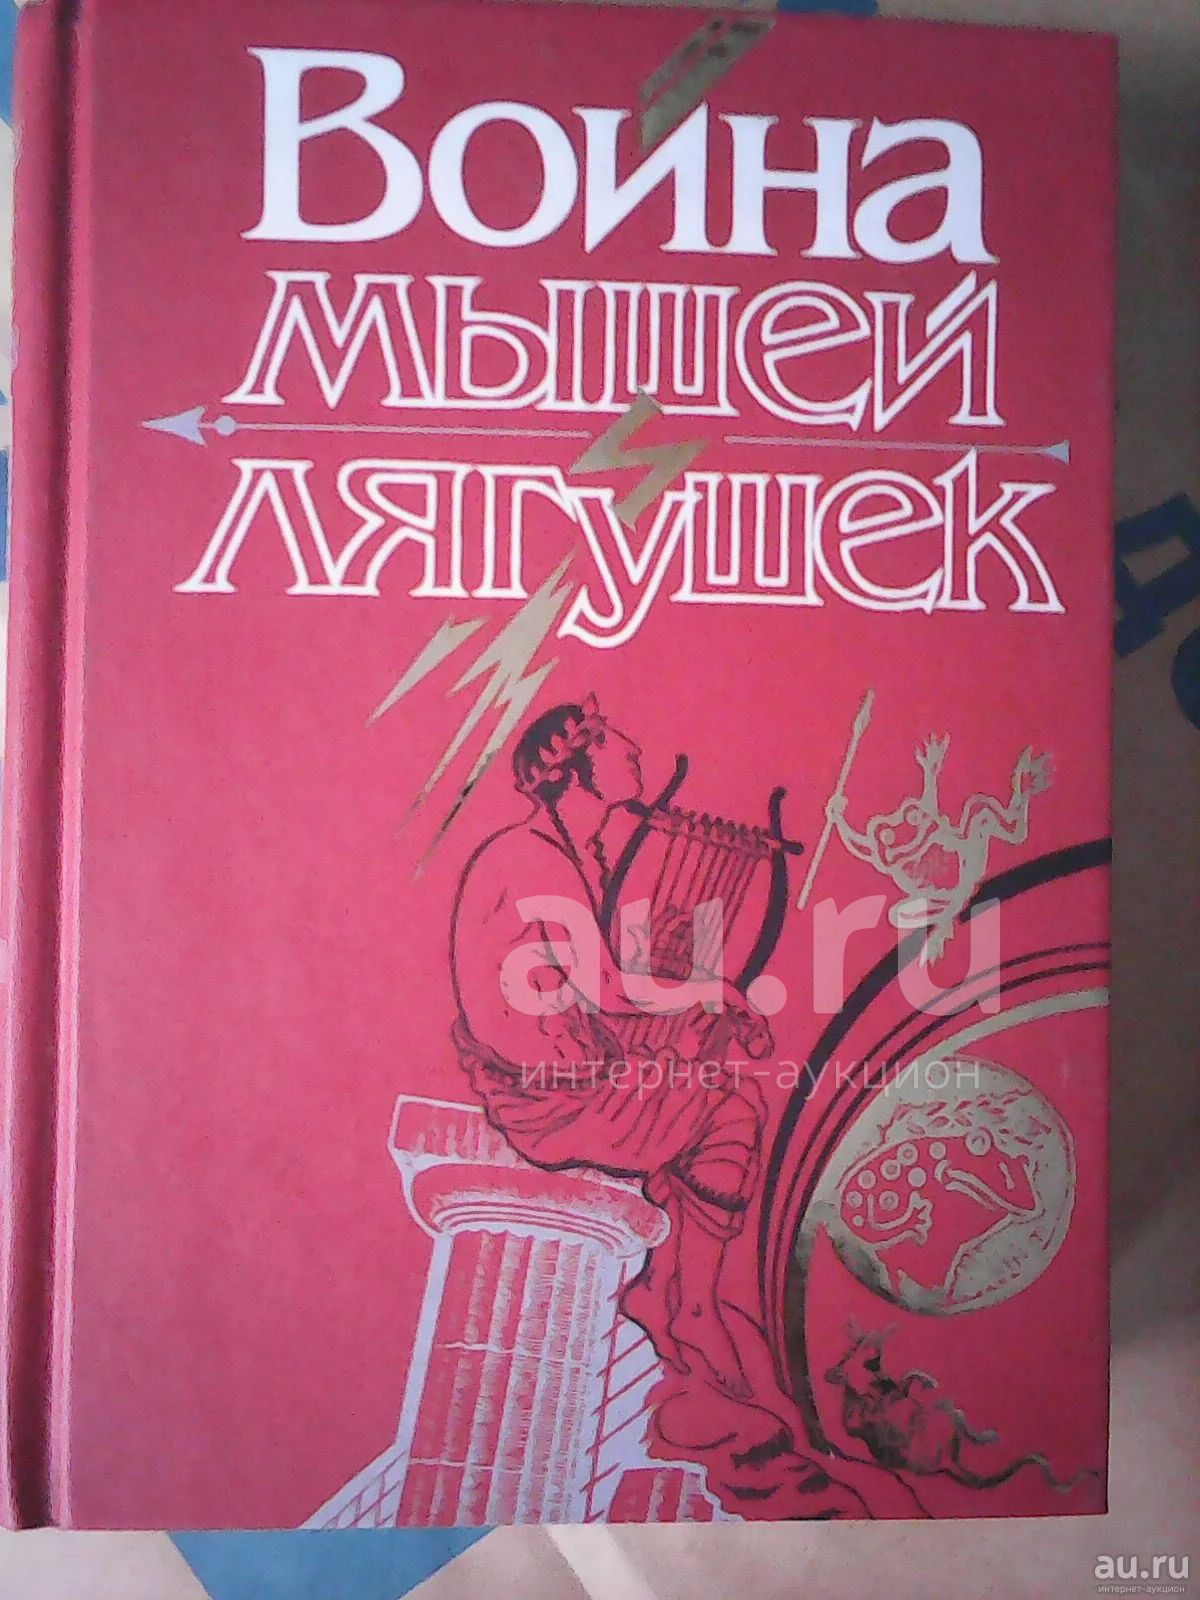 Война
мышей
и
лягушек
au.ru
интернет-аукцион
au.ru
интернет-аукцион